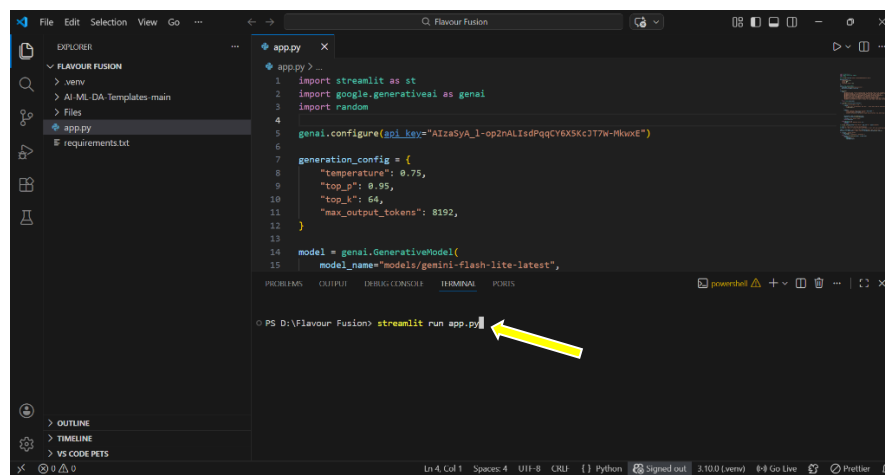 File Edit Selection View Go ...
Flavour Fusion
EXPLORER
FLAVOUR FUSION
.venv
AI-ML-DA-Templates-main
Files
app.py
requirements.txt
OUTLINE
TIMELINE
VS CODE PETS
app.py
app.py > ...
1 import streamlit as st
2 import google.generativeai as genai
3 import random
4
5 genai.configure(api_key="AIzaSyA_l-op2nALIsdPqqCY6X5KcJT7W-MkwxE")
6
7 generation_config = {
8 "temperature": 0.75,
9 "top_p": 0.95,
10 "top_k": 64,
11 "max_output_tokens": 8192,
12 }
13
14 model = genai.GenerativeModel(
15 model_name="models/gemini-flash-lite-latest",
PROBLEMS OUTPUT DEBUG CONSOLE TERMINAL PORTS
powershell
PS D:\Flavour Fusion> streamlit run app.py
0 0 Ln 4, Col 1 Spaces: 4 UTF-8 CRLF {} Python Signed out 3.10.0 (.venv) Go Live Prettier